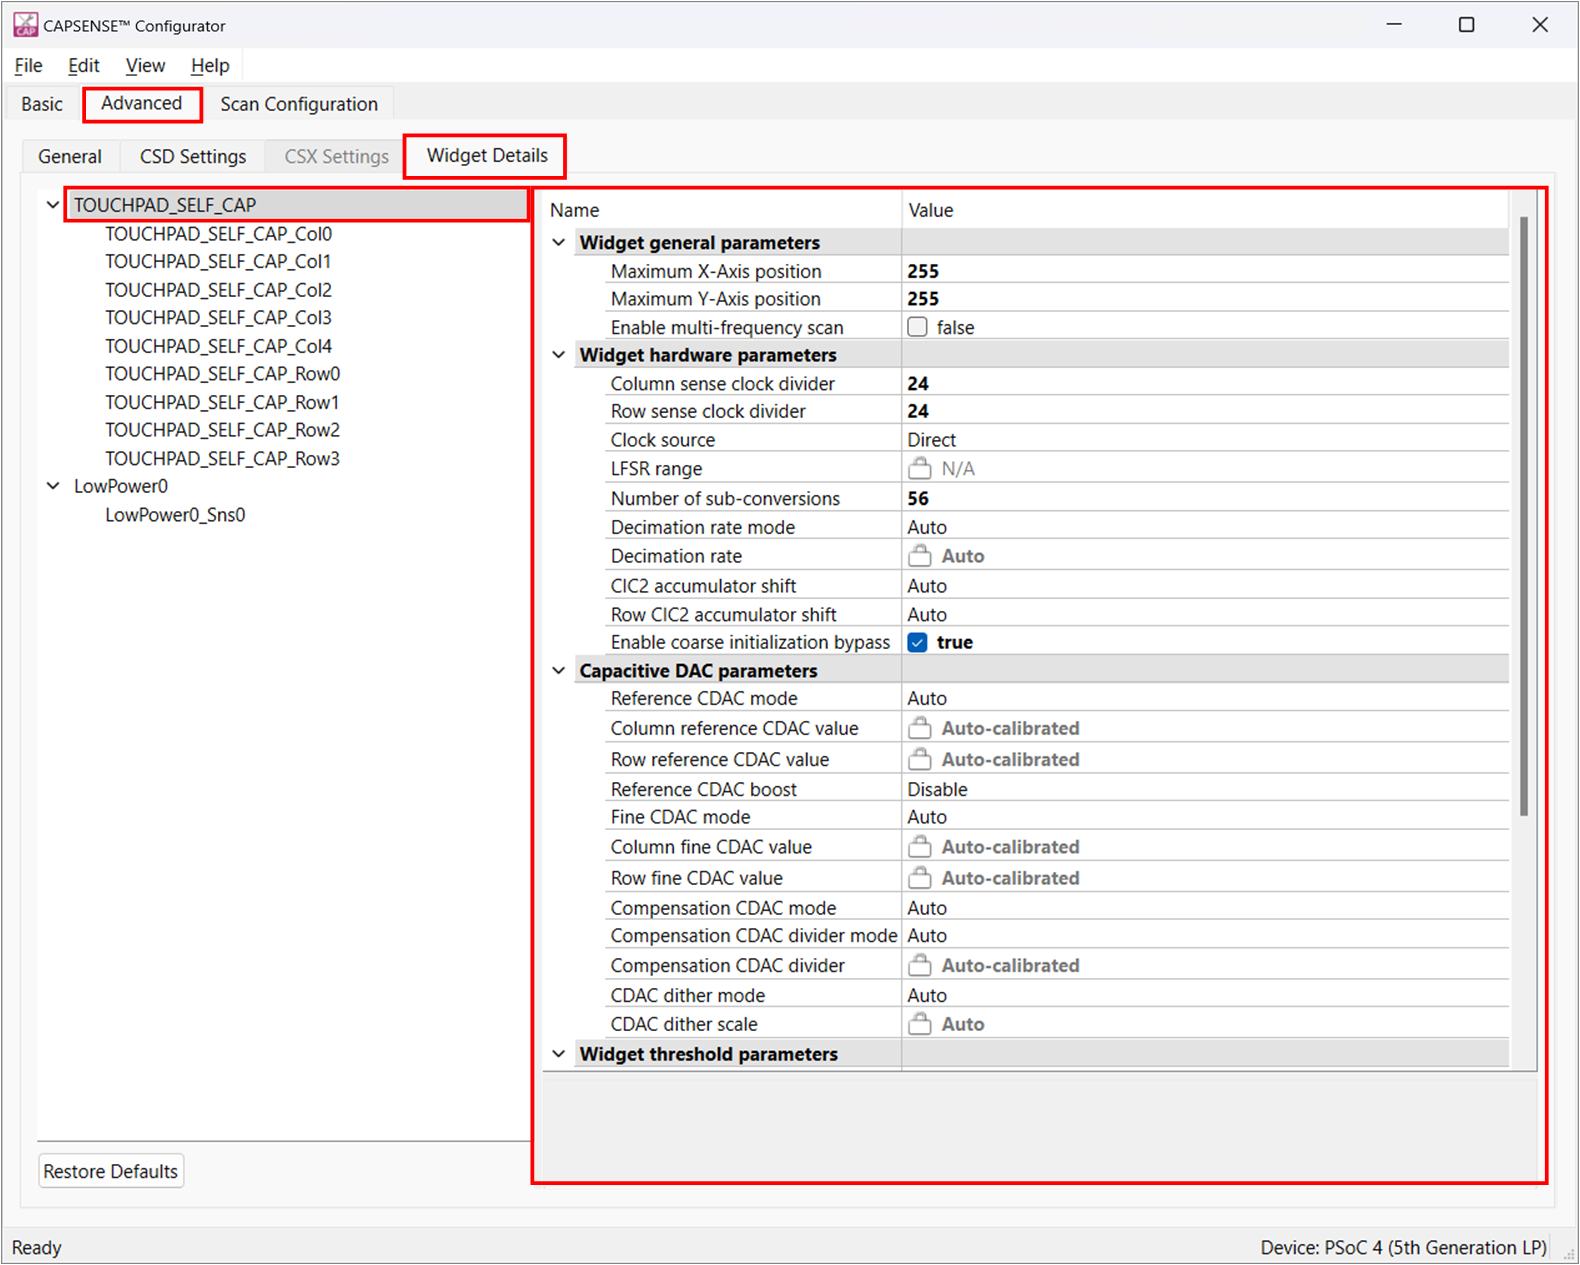 CAPSENSE™ Configurator
File Edit View Help
Basic Advanced Scan Configuration
General CSD Settings CSX Settings Widget Details
TOUCHPAD_SELF_CAP
TOUCHPAD_SELF_CAP_Col0
TOUCHPAD_SELF_CAP_Col1
TOUCHPAD_SELF_CAP_Col2
TOUCHPAD_SELF_CAP_Col3
TOUCHPAD_SELF_CAP_Col4
TOUCHPAD_SELF_CAP_Row0
TOUCHPAD_SELF_CAP_Row1
TOUCHPAD_SELF_CAP_Row2
TOUCHPAD_SELF_CAP_Row3
LowPower0
LowPower0_Sns0
Restore Defaults
Name Value
Widget general parameters
Maximum X-Axis position 255
Maximum Y-Axis position 255
Enable multi-frequency scan false
Widget hardware parameters
Column sense clock divider 24
Row sense clock divider 24
Clock source Direct
LFSR range N/A
Number of sub-conversions 56
Decimation rate mode Auto
Decimation rate Auto
CIC2 accumulator shift Auto
Row CIC2 accumulator shift Auto
Enable coarse initialization bypass true
Capacitive DAC parameters
Reference CDAC mode Auto
Column reference CDAC value Auto-calibrated
Row reference CDAC value Auto-calibrated
Reference CDAC boost Disable
Fine CDAC mode Auto
Column fine CDAC value Auto-calibrated
Row fine CDAC value Auto-calibrated
Compensation CDAC mode Auto
Compensation CDAC divider mode Auto
Compensation CDAC divider Auto-calibrated
CDAC dither mode Auto
CDAC dither scale Auto
Widget threshold parameters
Ready Device: PSoC 4 (5th Generation LP)